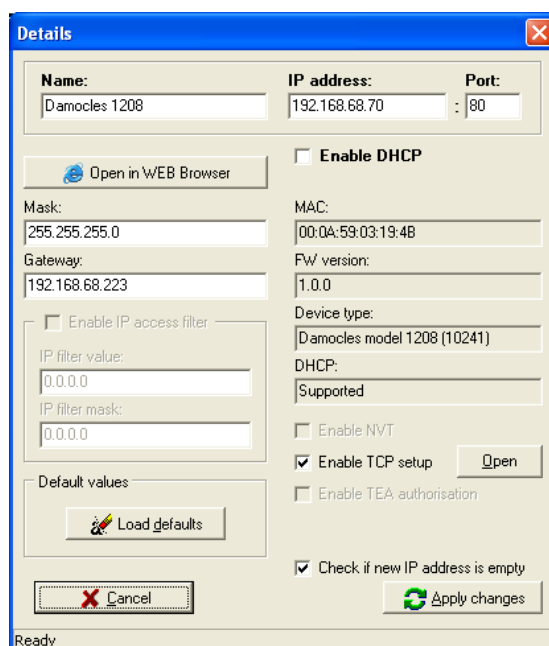 Details
Name: IP address: Port:
Damocles 1208 192.168.68.70 : 80
Open in WEB Browser
Enable DHCP
Mask:
255.255.255.0
Gateway:
192.168.68.223
Enable IP access filter
IP filter value:
0.0.0.0
IP filter mask:
0.0.0.0
Default values
Load defaults
MAC:
00:0A:59:03:19:4B
FW version:
1.0.0
Device type:
Damocles model 1208 (10241)
DHCP:
Supported
Enable NVT
Enable TCP setup Open
Enable TEA authorisation
Check if new IP address is empty
Cancel
Apply changes
Ready